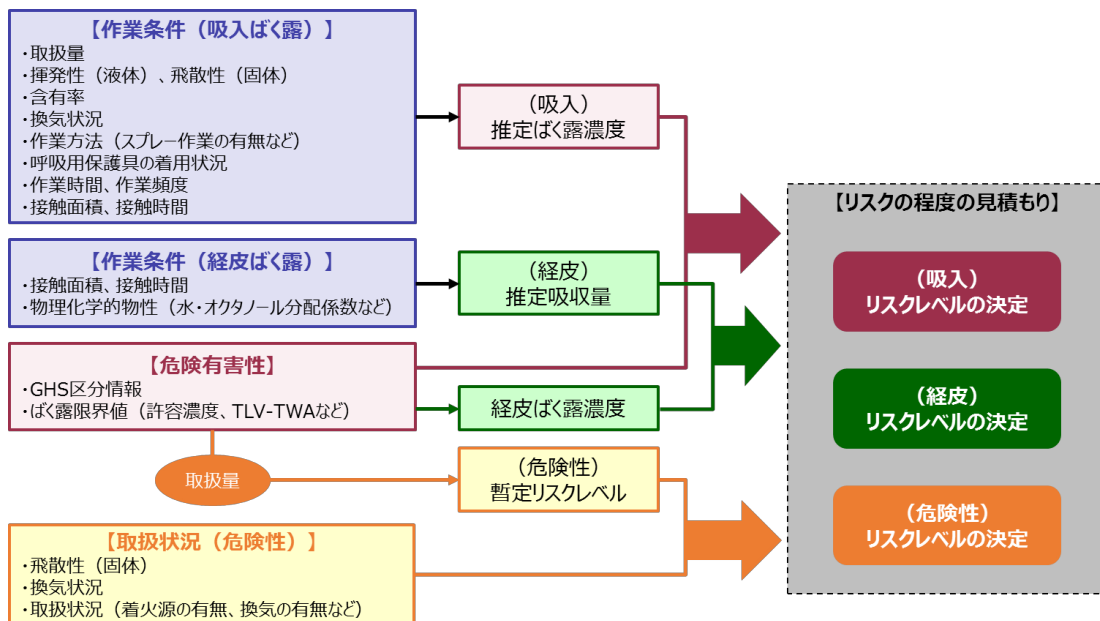 【作業条件（吸入ばく露）】
・取扱量
・揮発性（液体）、飛散性（固体）
・含有率
・換気状況
・作業方法（スプレー作業の有無など）
・呼吸用保護具の着用状況
・作業時間、作業頻度
・接触面積、接触時間
（吸入）
推定ばく露濃度
【作業条件（経皮ばく露）】
・接触面積、接触時間
・物理化学的物性（水・オクタノール分配係数など）
（経皮）
推定吸収量
【危険有害性】
・GHS区分情報
・ばく露限界値（許容濃度、TLV-TWAなど）
経皮ばく露濃度
取扱量
（危険性）
暫定リスクレベル
【取扱状況（危険性）】
・飛散性（固体）
・換気状況
・取扱状況（着火源の有無、換気の有無など）
【リスクの程度の見積もり】
（吸入）
リスクレベルの決定
（経皮）
リスクレベルの決定
（危険性）
リスクレベルの決定